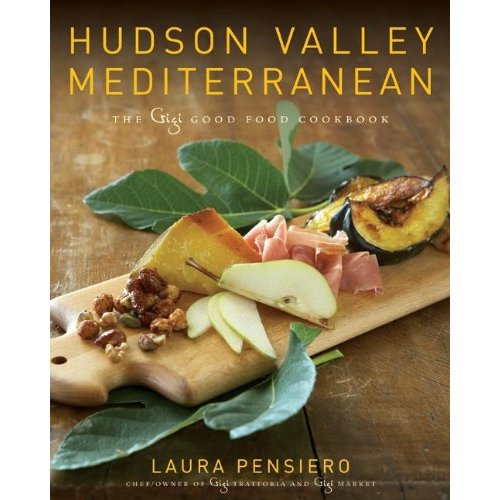 HUDSON VALLEY
MEDITERRANEAN
THE Gigi GOOD FOOD COOKBOOK
LAURA PENSIERO
CHEF/OWNER OF Gigi TRATTORIA AND Gigi MARKET